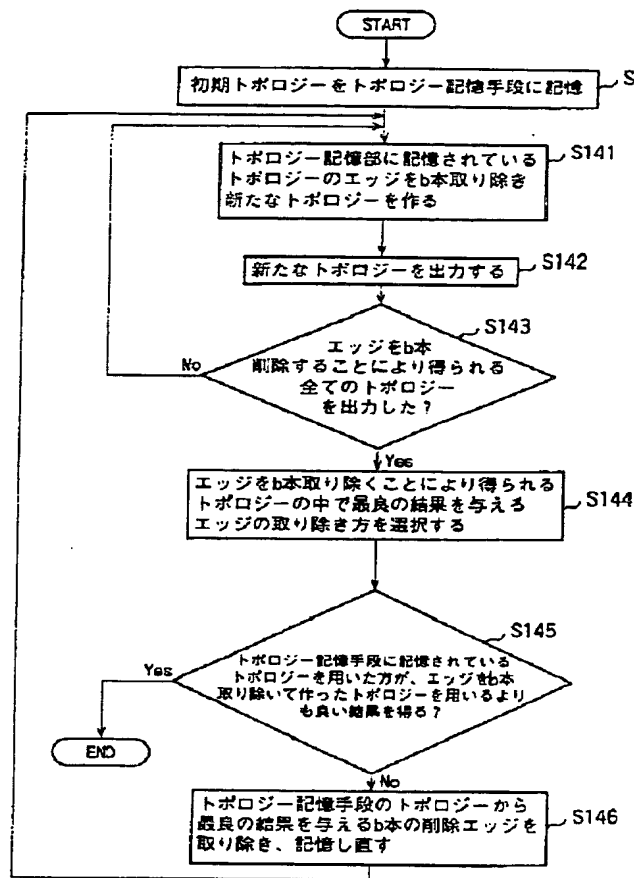 START
初期トポロジーをトポロジー記憶手段に記憶
S
トポロジー記憶部に記憶されている
トポロジーのエッジをb本取り除き
新たなトポロジーを作る
S141
新たなトポロジーを出力する
S142
S143
エッジをb本
削除することにより得られる
全てのトポロジー
を出力した?
No
Yes
エッジをb本取り除くことにより得られる
トポロジーの中で最良の結果を与える
エッジの取り除き方を選択する
S144
S145
トポロジー記憶手段に記憶されている
トポロジーを用いた方が、エッジをb本
取り除いて作ったトポロジーを用いるより
も良い結果を得る?
Yes
END
No
トポロジー記憶手段のトポロジーから
最良の結果を与えるb本の削除エッジを
取り除き、記憶し直す
S146